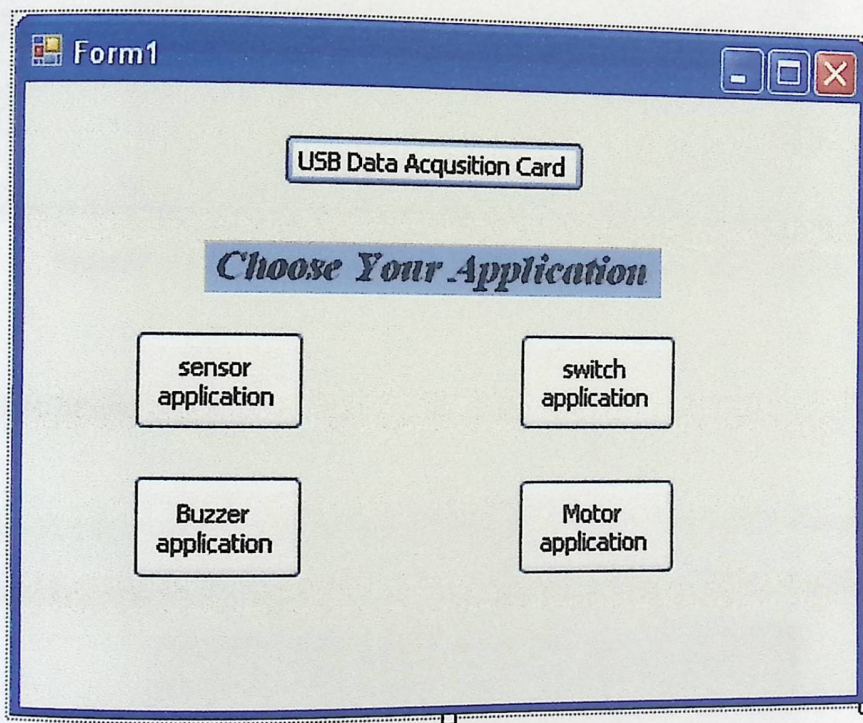 Form1
USB Data Acqusition Card
Choose Your Application
sensor
application
switch
application
Buzzer
application
Motor
application